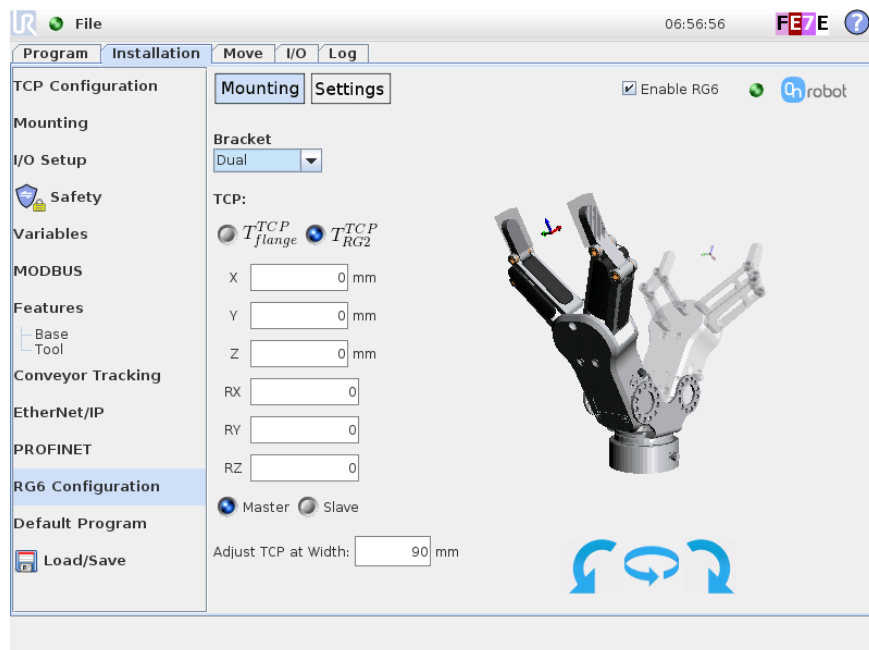 UR File 06:56:56 FE7E ?
Program Installation Move I/O Log
TCP Configuration
Mounting
I/O Setup
Safety
Variables
MODBUS
Features
Base
Tool
Conveyor Tracking
EtherNet/IP
PROFINET
RG6 Configuration
Default Program
Load/Save
Mounting Settings
Enable RG6
On robot
Bracket
Dual
TCP:
T TCP flange T TCP RG2
X 0 mm
Y 0 mm
Z 0 mm
RX 0
RY 0
RZ 0
Master Slave
Adjust TCP at Width: 90 mm